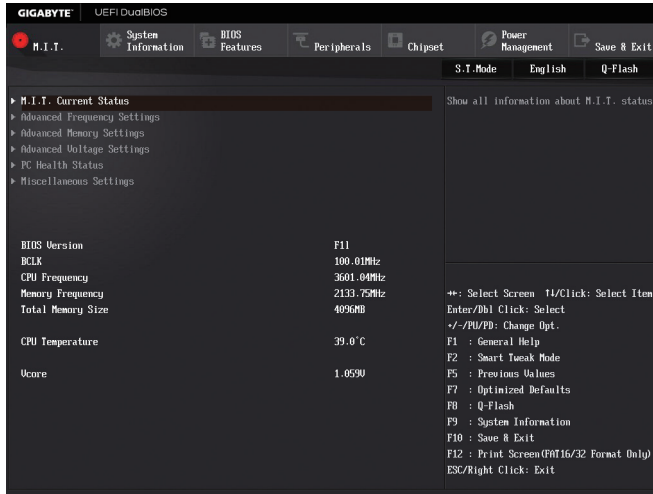 GIGABYTE™ UEFI DualBIOS
M.I.T. System Information BIOS Features Peripherals Chipset Power Management Save & Exit
S.T.Mode English Q-Flash
M.I.T. Current Status
Show all information about M.I.T. status
Advanced Frequency Settings
Advanced Memory Settings
Advanced Voltage Settings
PC Health Status
Miscellaneous Settings
BIOS Version F11
BCLK 100.01MHz
CPU Frequency 3601.04MHz
Memory Frequency 2133.75MHz
Total Memory Size 4096MB
CPU Temperature 39.0°C
Vcore 1.059V
→←: Select Screen ↑↓/Click: Select Item
Enter/Dbl Click: Select
+/-/PU/PD: Change Opt.
F1 : General Help
F2 : Smart Tweak Mode
F5 : Previous Values
F7 : Optimized Defaults
F8 : Q-Flash
F9 : System Information
F10 : Save & Exit
F12 : Print Screen(FAT16/32 Format Only)
ESC/Right Click: Exit